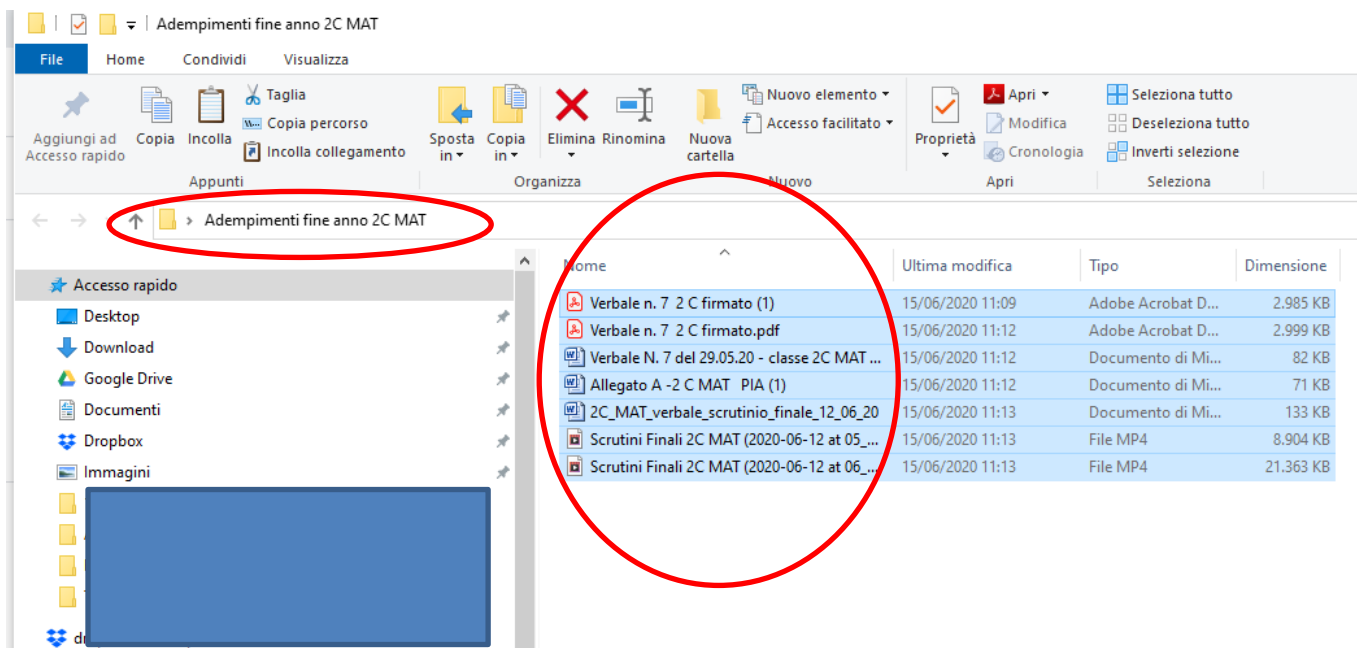 Adempimenti fine anno 2C MAT
File Home Condividi Visualizza
Aggiungi ad Accesso rapido
Copia
Incolla
Taglia
Copia percorso
Incolla collegamento
Appunti
Sposta in
Copia in
Elimina
Rinomina
Organizza
Nuova cartella
Nuovo elemento
Accesso facilitato
Nuovo
Proprietà
Apri
Modifica
Cronologia
Apri
Seleziona tutto
Deseleziona tutto
Inverti selezione
Seleziona
Adempimenti fine anno 2C MAT
Accesso rapido
Desktop
Download
Google Drive
Documenti
Dropbox
Immagini
Nome Ultima modifica Tipo Dimensione
Verbale n. 7 2 C firmato (1) 15/06/2020 11:09 Adobe Acrobat D... 2.985 KB
Verbale n. 7 2 C firmato.pdf 15/06/2020 11:12 Adobe Acrobat D... 2.999 KB
Verbale N. 7 del 29.05.20 - classe 2C MAT ... 15/06/2020 11:12 Documento di Mi... 82 KB
Allegato A -2 C MAT PIA (1) 15/06/2020 11:12 Documento di Mi... 71 KB
2C_MAT_verbale_scrutinio_finale_12_06_20 15/06/2020 11:13 Documento di Mi... 133 KB
Scrutini Finali 2C MAT (2020-06-12 at 05_... 15/06/2020 11:13 File MP4 8.904 KB
Scrutini Finali 2C MAT (2020-06-12 at 06_... 15/06/2020 11:13 File MP4 21.363 KB